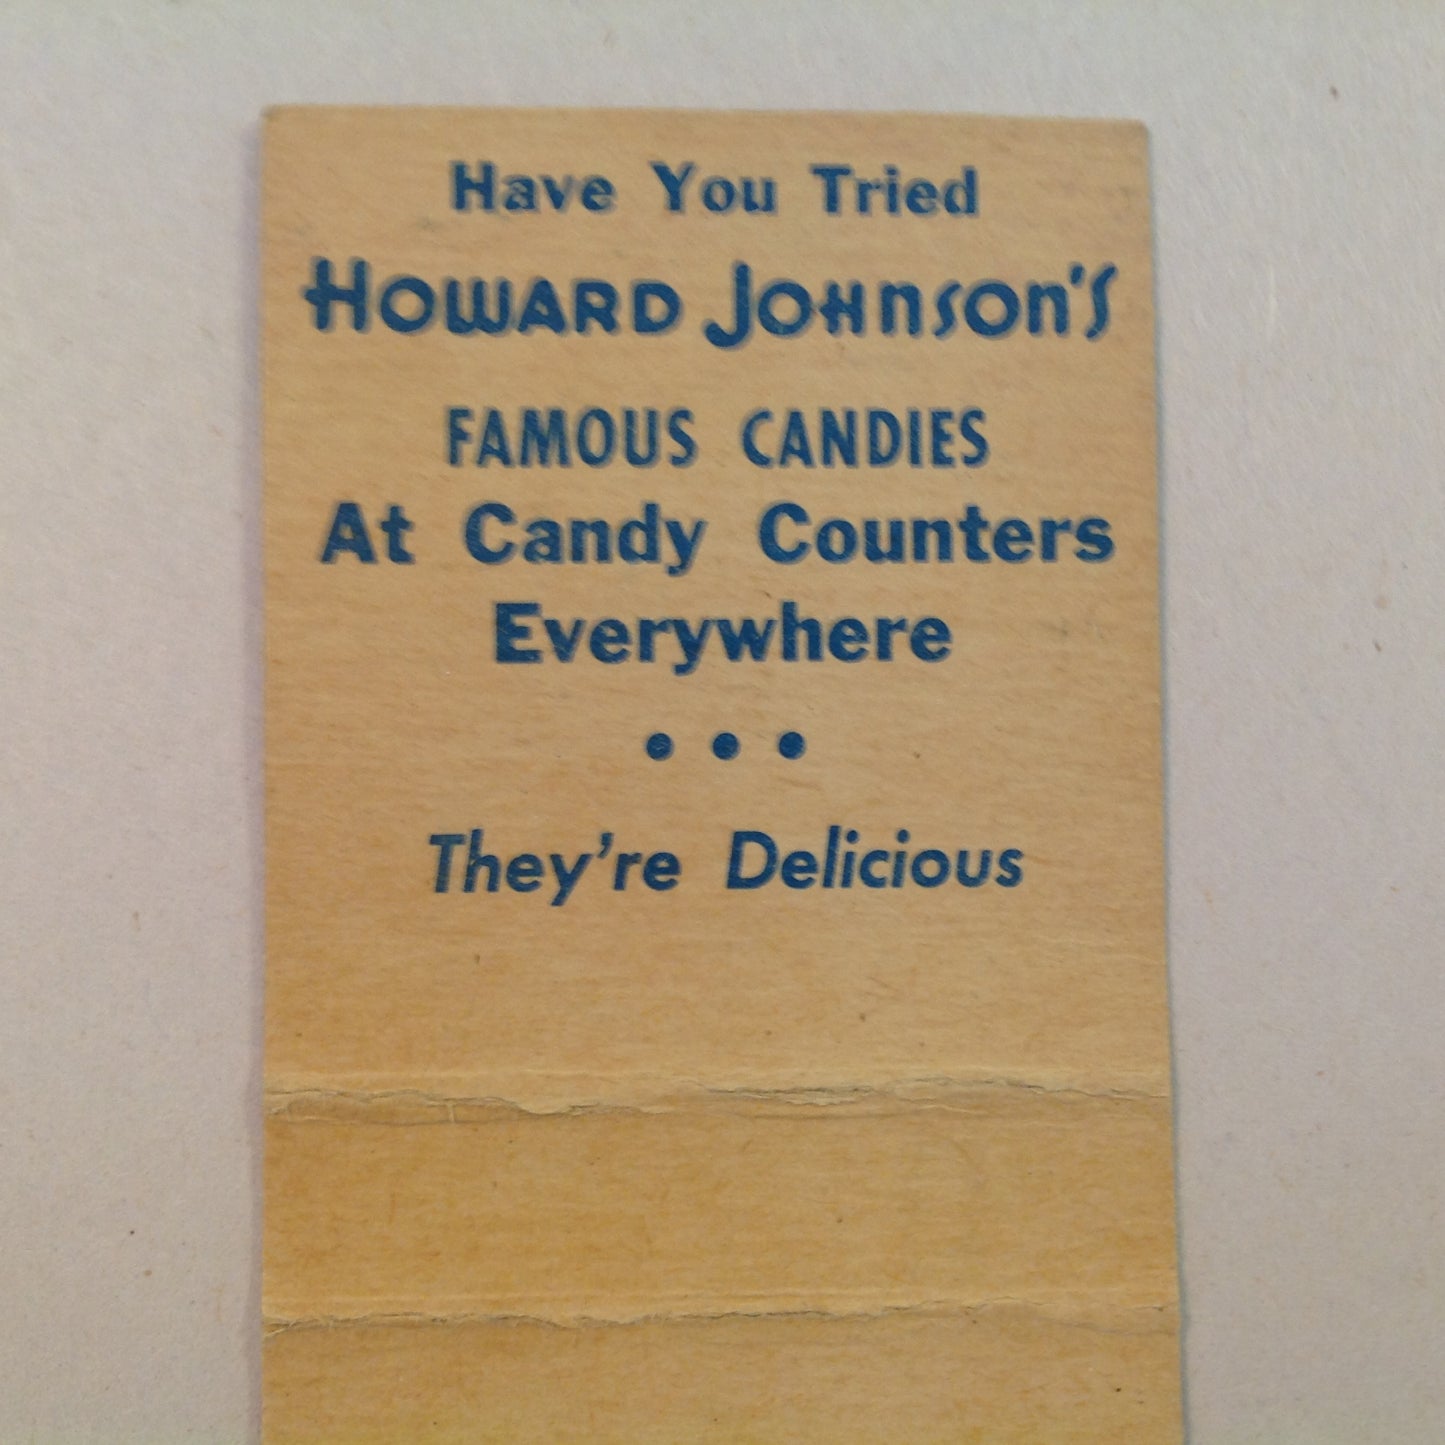 Have You Tried
HOWARD JOHNSON'S
FAMOUS CANDIES
At Candy Counters
Everywhere
• • •
They're Delicious